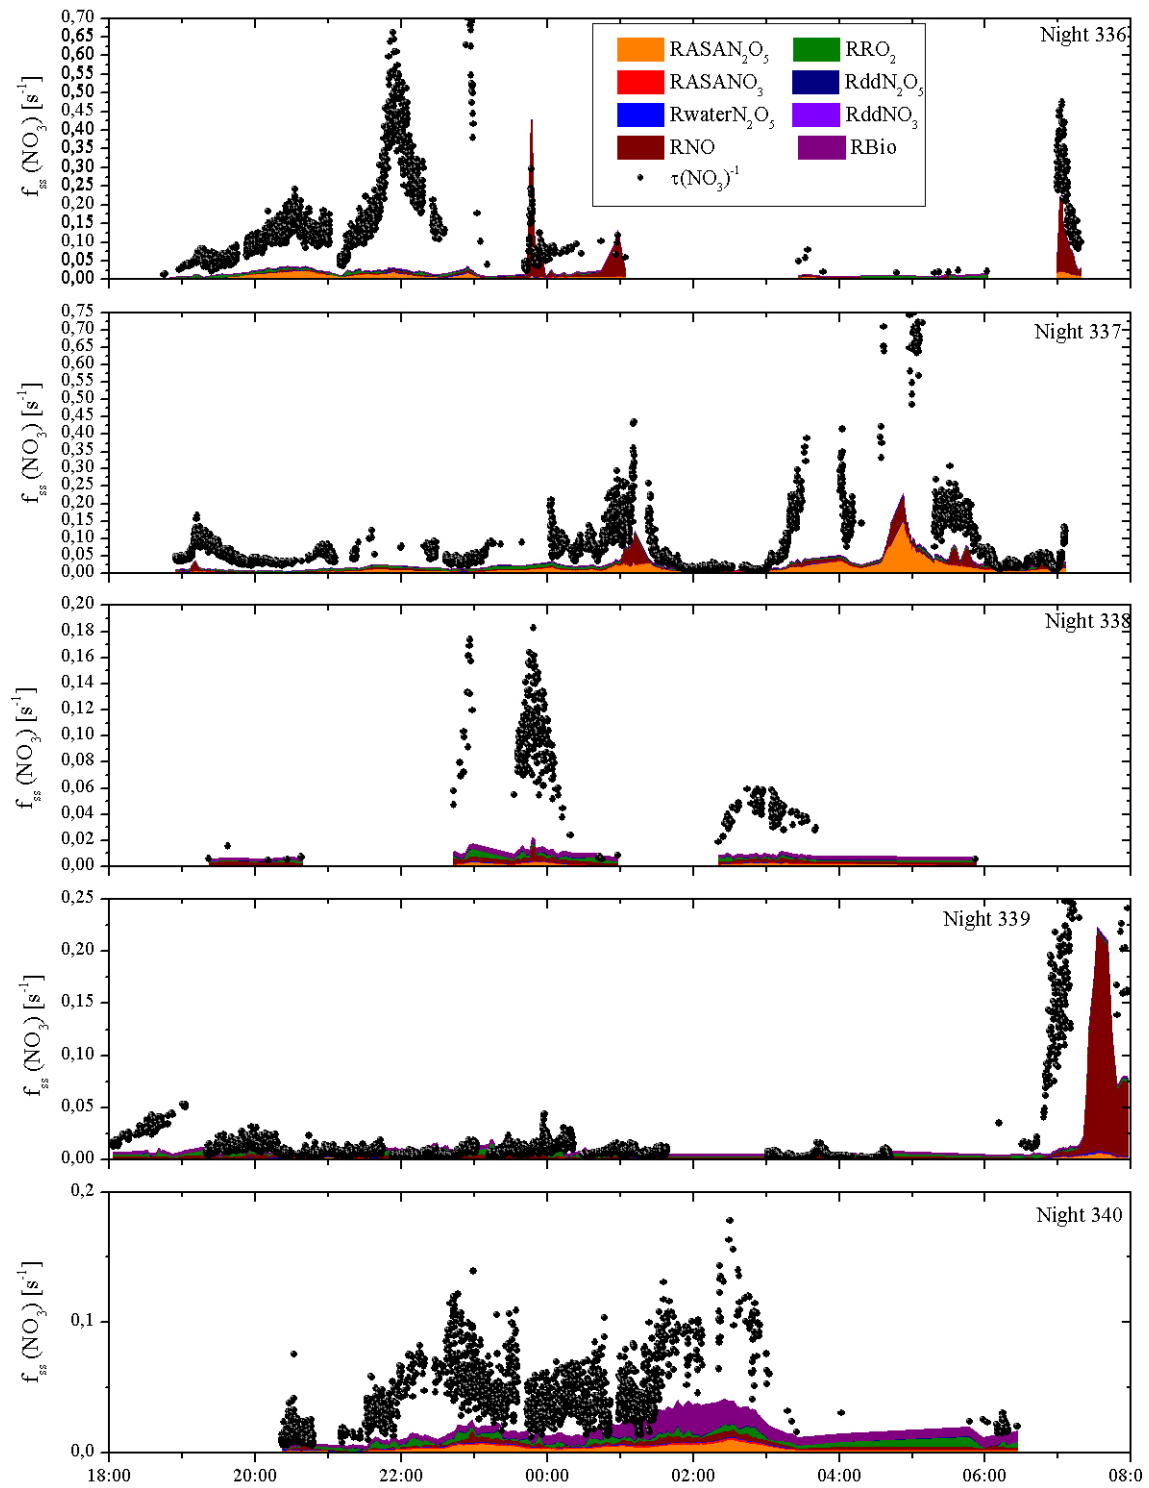 Night 336
RASAN2O5
RRO2
RASANO3
RddN2O5
RwaterN2O5
RddNO3
RNO
RBio
τ(NO3)-1
fss (NO3) [s-1]
0,70
0,65
0,60
0,55
0,50
0,45
0,40
0,35
0,30
0,25
0,20
0,15
0,10
0,05
0,00
Night 337
fss (NO3) [s-1]
0,75
0,70
0,65
0,60
0,55
0,50
0,45
0,40
0,35
0,30
0,25
0,20
0,15
0,10
0,05
0,00
Night 338
fss (NO3) [s-1]
0,20
0,18
0,16
0,14
0,12
0,10
0,08
0,06
0,04
0,02
0,00
Night 339
fss (NO3) [s-1]
0,25
0,20
0,15
0,10
0,05
0,00
Night 340
fss (NO3) [s-1]
0,2
0,1
0,0
18:00 20:00 22:00 00:00 02:00 04:00 06:00 08:0